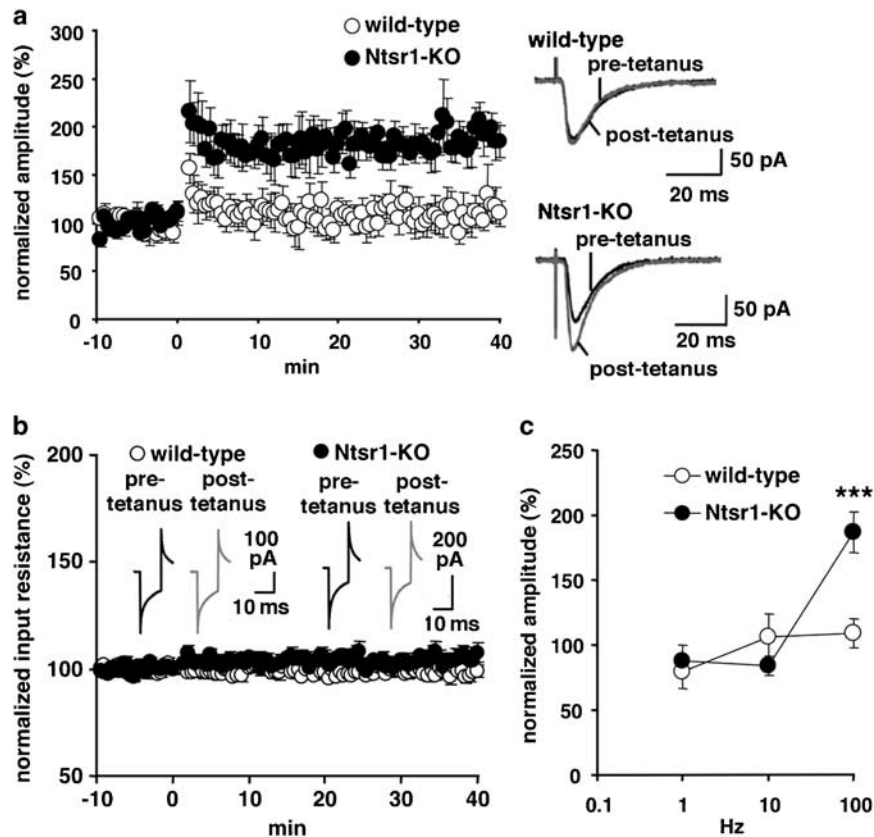 a
normalized amplitude (%)
300
250
200
150
100
50
0
-10
0
10
20
30
40
min
wild-type
Ntsr1-KO
wild-type
pre-tetanus
post-tetanus
50 pA
20 ms
Ntsr1-KO
pre-tetanus
50 pA
20 ms
post-tetanus
b
normalized input resistance (%)
200
150
100
50
-10
0
10
20
30
40
min
wild-type
Ntsr1-KO
pre-
tetanus
post-
tetanus
100
pA
10 ms
pre-
tetanus
post-
tetanus
200
pA
10 ms
c
normalized amplitude (%)
250
200
150
100
50
0
0.1
1
10
100
Hz
wild-type
Ntsr1-KO
***